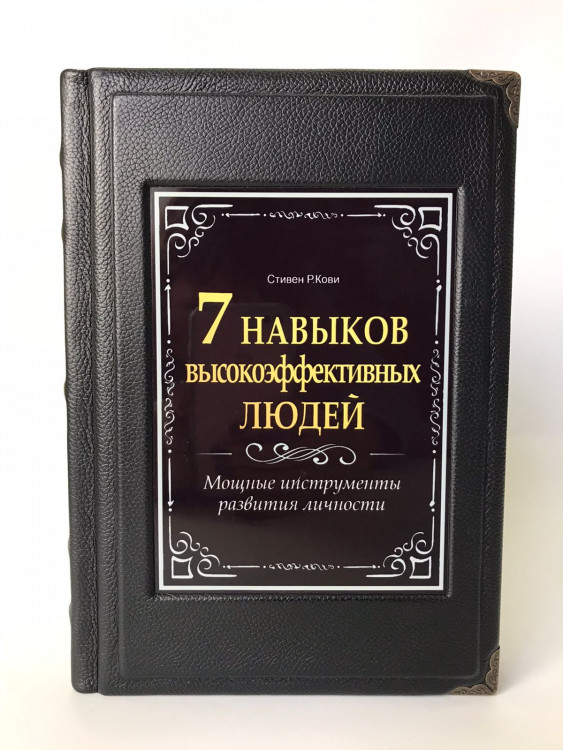 Стивен Р.Кови
7 НАВЫКОВ
ВЫСОКОЭФФЕКТИВНЫХ
ЛЮДЕЙ
Мощные инструменты
развития личности